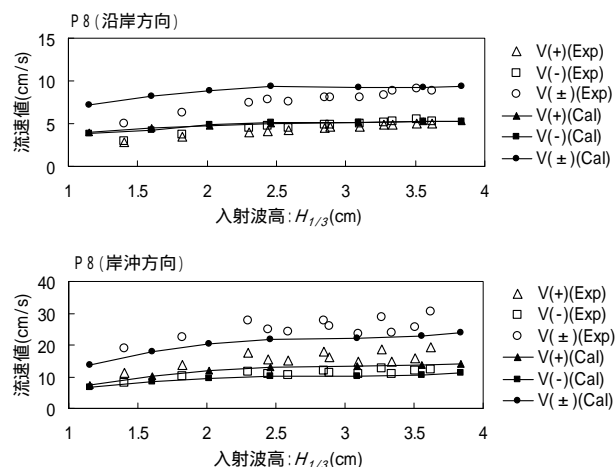 P8(沿岸方向)
15
10
5
0
流速値(cm/s)
1 1.5 2 2.5 3 3.5 4
入射波高:H1/3(cm)
V(+)(Exp)
V(-)(Exp)
V(±)(Exp)
V(+)(Cal)
V(-)(Cal)
V(±)(Cal)
P8(岸沖方向)
40
30
20
10
0
流速値(cm/s)
1 1.5 2 2.5 3 3.5 4
入射波高:H1/3(cm)
V(+)(Exp)
V(-)(Exp)
V(±)(Exp)
V(+)(Cal)
V(-)(Cal)
V(±)(Cal)